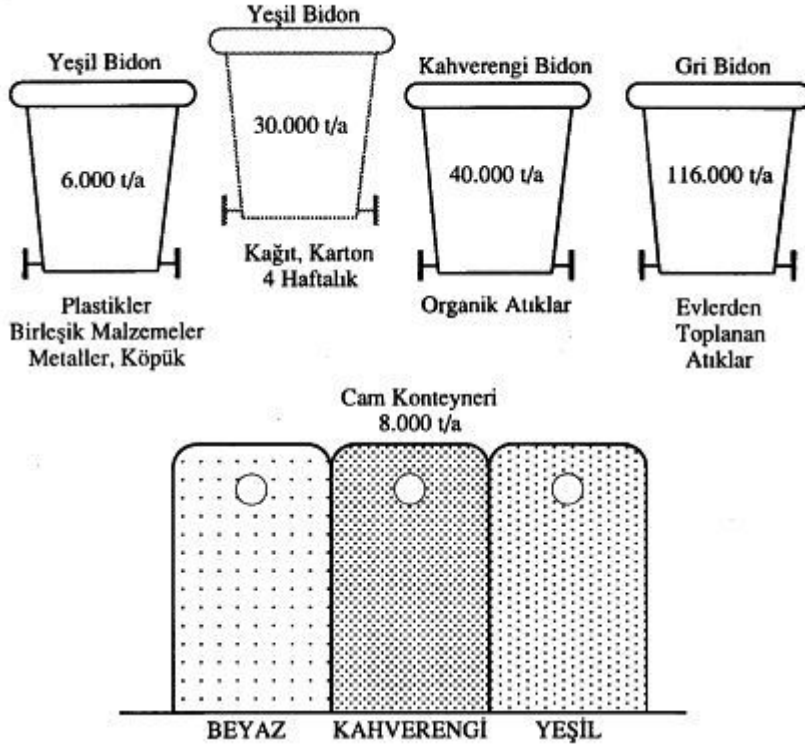 Yeşil Bidon
6.000 t/a
Plastikler
Birleşik Malzemeler
Metaller, Köpük
Yeşil Bidon
30.000 t/a
Kağıt, Karton
4 Haftalık
Kahverengi Bidon
40.000 t/a
Organik Atıklar
Gri Bidon
116.000 t/a
Evlerden
Toplanan
Atıklar
Cam Konteyneri
8.000 t/a
BEYAZ
KAHVERENGİ
YEŞİL